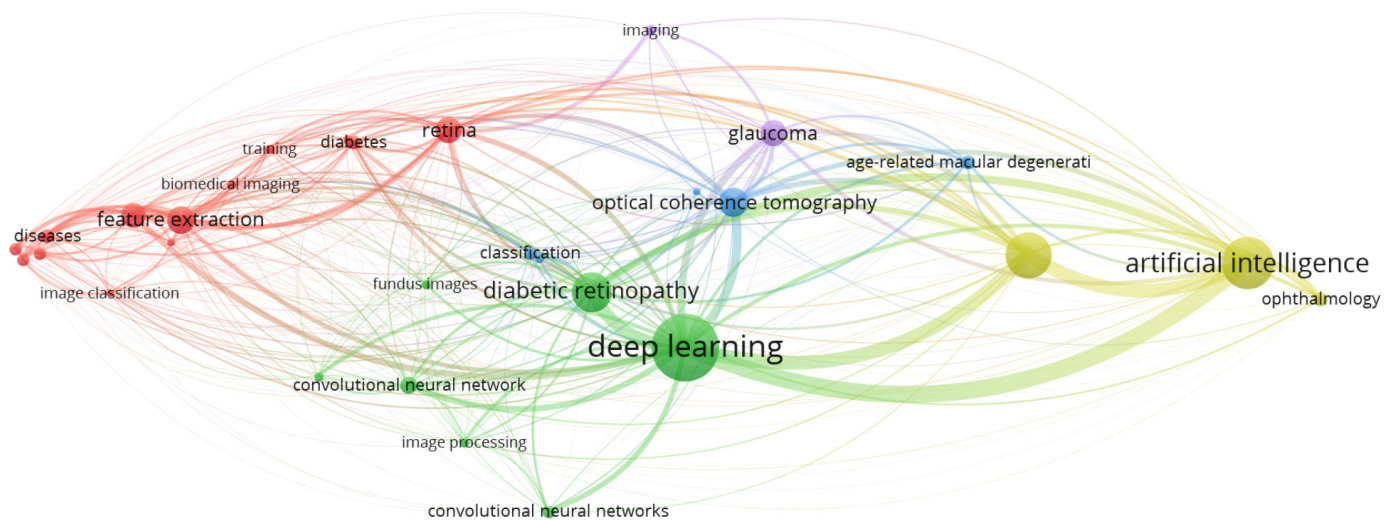 imaging
glaucoma
retina
diabetes
training
age-related macular degenerati
biomedical imaging
optical coherence tomography
feature extraction
diseases
classification
artificial intelligence
fundus images
diabetic retinopathy
image classification
ophthalmology
deep learning
convolutional neural network
image processing
convolutional neural networks